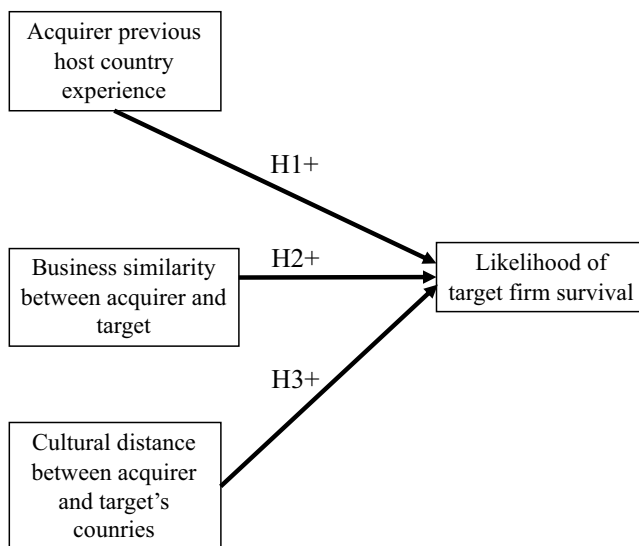 Acquirer previous
host country
experience
H1+
Business similarity
between acquirer and
target
H2+
Likelihood of
target firm survival
H3+
Cultural distance
between acquirer
and target’s
counries